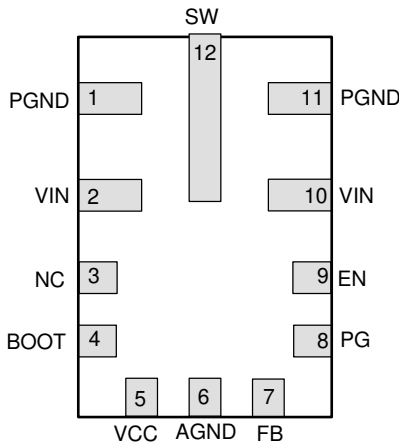 SW
12
PGND 1 11 PGND
VIN 2 10 VIN
NC 3 9 EN
BOOT 4 8 PG
5 6 7
VCC AGND FB